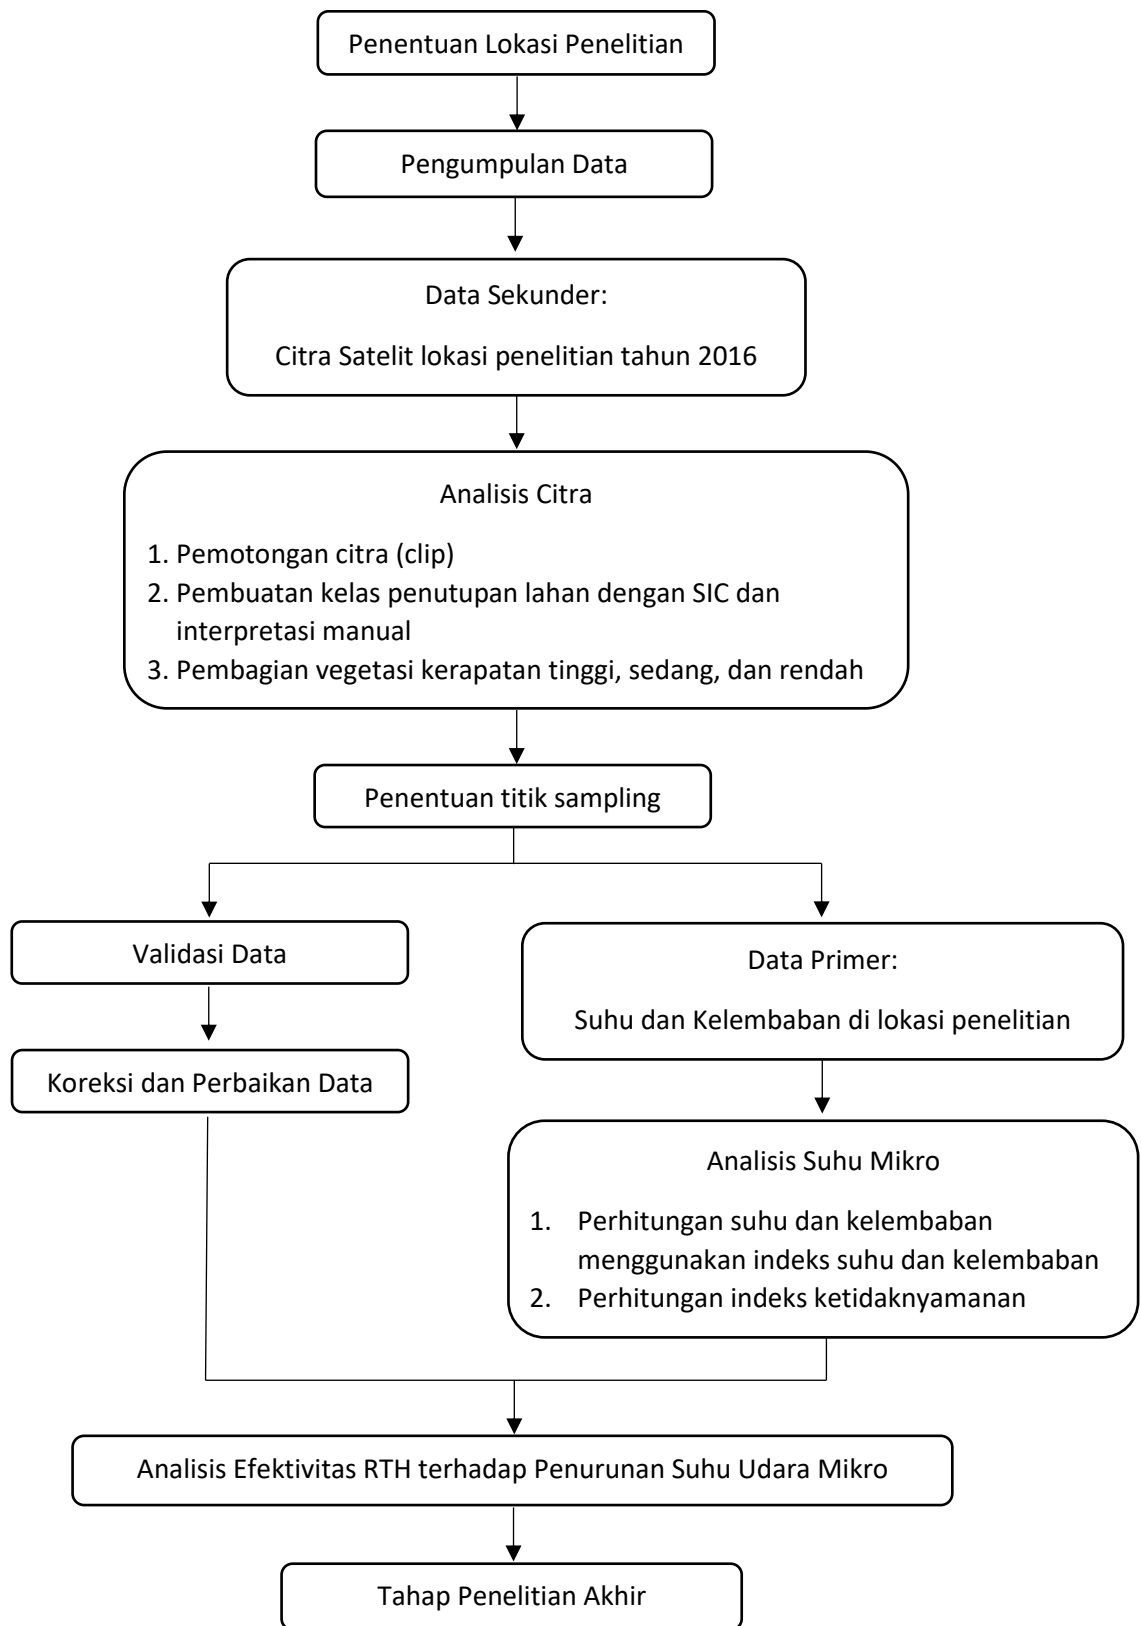 Penentuan Lokasi Penelitian
Pengumpulan Data
Data Sekunder:
Citra Satelit lokasi penelitian tahun 2016
Analisis Citra
1. Pemotongan citra (clip)
2. Pembuatan kelas penutupan lahan dengan SIC dan
interpretasi manual
3. Pembagian vegetasi kerapatan tinggi, sedang, dan rendah
Penentuan titik sampling
Validasi Data
Koreksi dan Perbaikan Data
Data Primer:
Suhu dan Kelembaban di lokasi penelitian
Analisis Suhu Mikro
1. Perhitungan suhu dan kelembaban
menggunakan indeks suhu dan kelembaban
2. Perhitungan indeks ketidaknyamanan
Analisis Efektivitas RTH terhadap Penurunan Suhu Udara Mikro
Tahap Penelitian Akhir